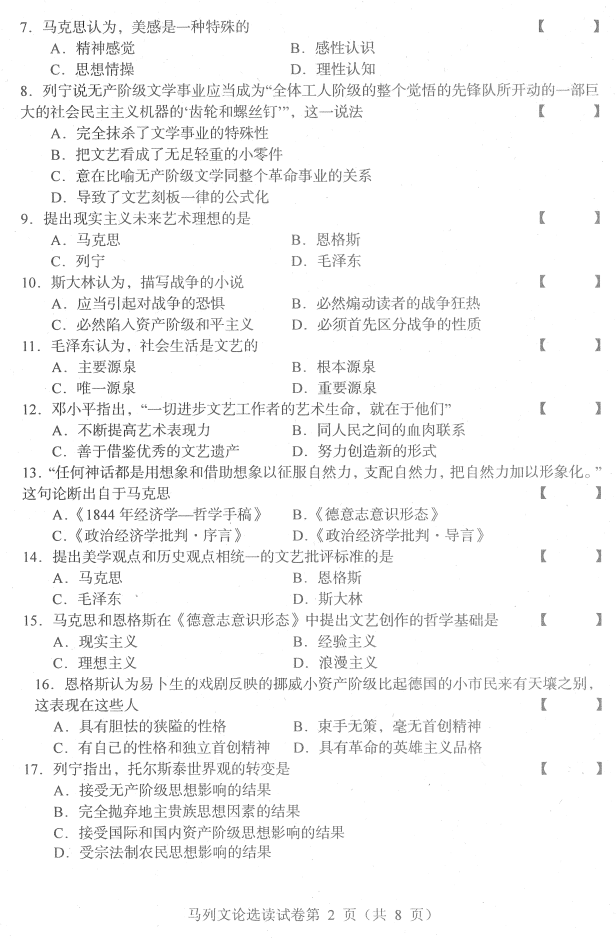 7．马克思认为，美感是一种特殊的 【 】
A．精神感觉 B．感性认识
C．思想情操 D．理性认知
8．列宁说无产阶级文学事业应当成为“全体工人阶级的整个觉悟的先锋队所开动的一部巨
大的社会民主主义机器的‘齿轮和螺丝钉’”，这一说法 【 】
A．完全抹杀了文学事业的特殊性
B．把文艺看成了无足轻重的小零件
C．意在比喻无产阶级文学同整个革命事业的关系
D．导致了文艺刻板一律的公式化
9．提出现实主义未来艺术理想的是 【 】
A．马克思 B．恩格斯
C．列宁 D．毛泽东
10．斯大林认为，描写战争的小说 【 】
A．应当引起对战争的恐惧 B．必然煽动读者的战争狂热
C．必然陷入资产阶级和平主义 D．必须首先区分战争的性质
11．毛泽东认为，社会生活是文艺的 【 】
A．主要源泉 B．根本源泉
C．唯一源泉 D．重要源泉
12．邓小平指出，“一切进步文艺工作者的艺术生命，就在于他们” 【 】
A．不断提高艺术表现力 B．同人民之间的血肉联系
C．善于借鉴优秀的文艺遗产 D．努力创造新的形式
13．“任何神话都是用想象和借助想象以征服自然力，支配自然力，把自然力加以形象化。”
这句论断出自于马克思 【 】
A．《1844 年经济学—哲学手稿》 B．《德意志意识形态》
C．《政治经济学批判·序言》 D．《政治经济学批判·导言》
14．提出美学观点和历史观点相统一的文艺批评标准的是 【 】
A．马克思 B．恩格斯
C．毛泽东 D．斯大林
15．马克思和恩格斯在《德意志意识形态》中提出文艺创作的哲学基础是 【 】
A．现实主义 B．经验主义
C．理想主义 D．浪漫主义
16．恩格斯认为易卜生的戏剧反映的挪威小资产阶级比起德国的小市民来有天壤之别，
这表现在这些人 【 】
A．具有胆怯的狭隘的性格 B．束手无策，毫无首创精神
C．有自己的性格和独立首创精神 D．具有革命的英雄主义品格
17．列宁指出，托尔斯泰世界观的转变是 【 】
A．接受无产阶级思想影响的结果
B．完全抛弃地主贵族思想因素的结果
C．接受国际和国内资产阶级思想影响的结果
D．受宗法制农民思想影响的结果
马列文论选读试卷第 2 页（共 8 页）